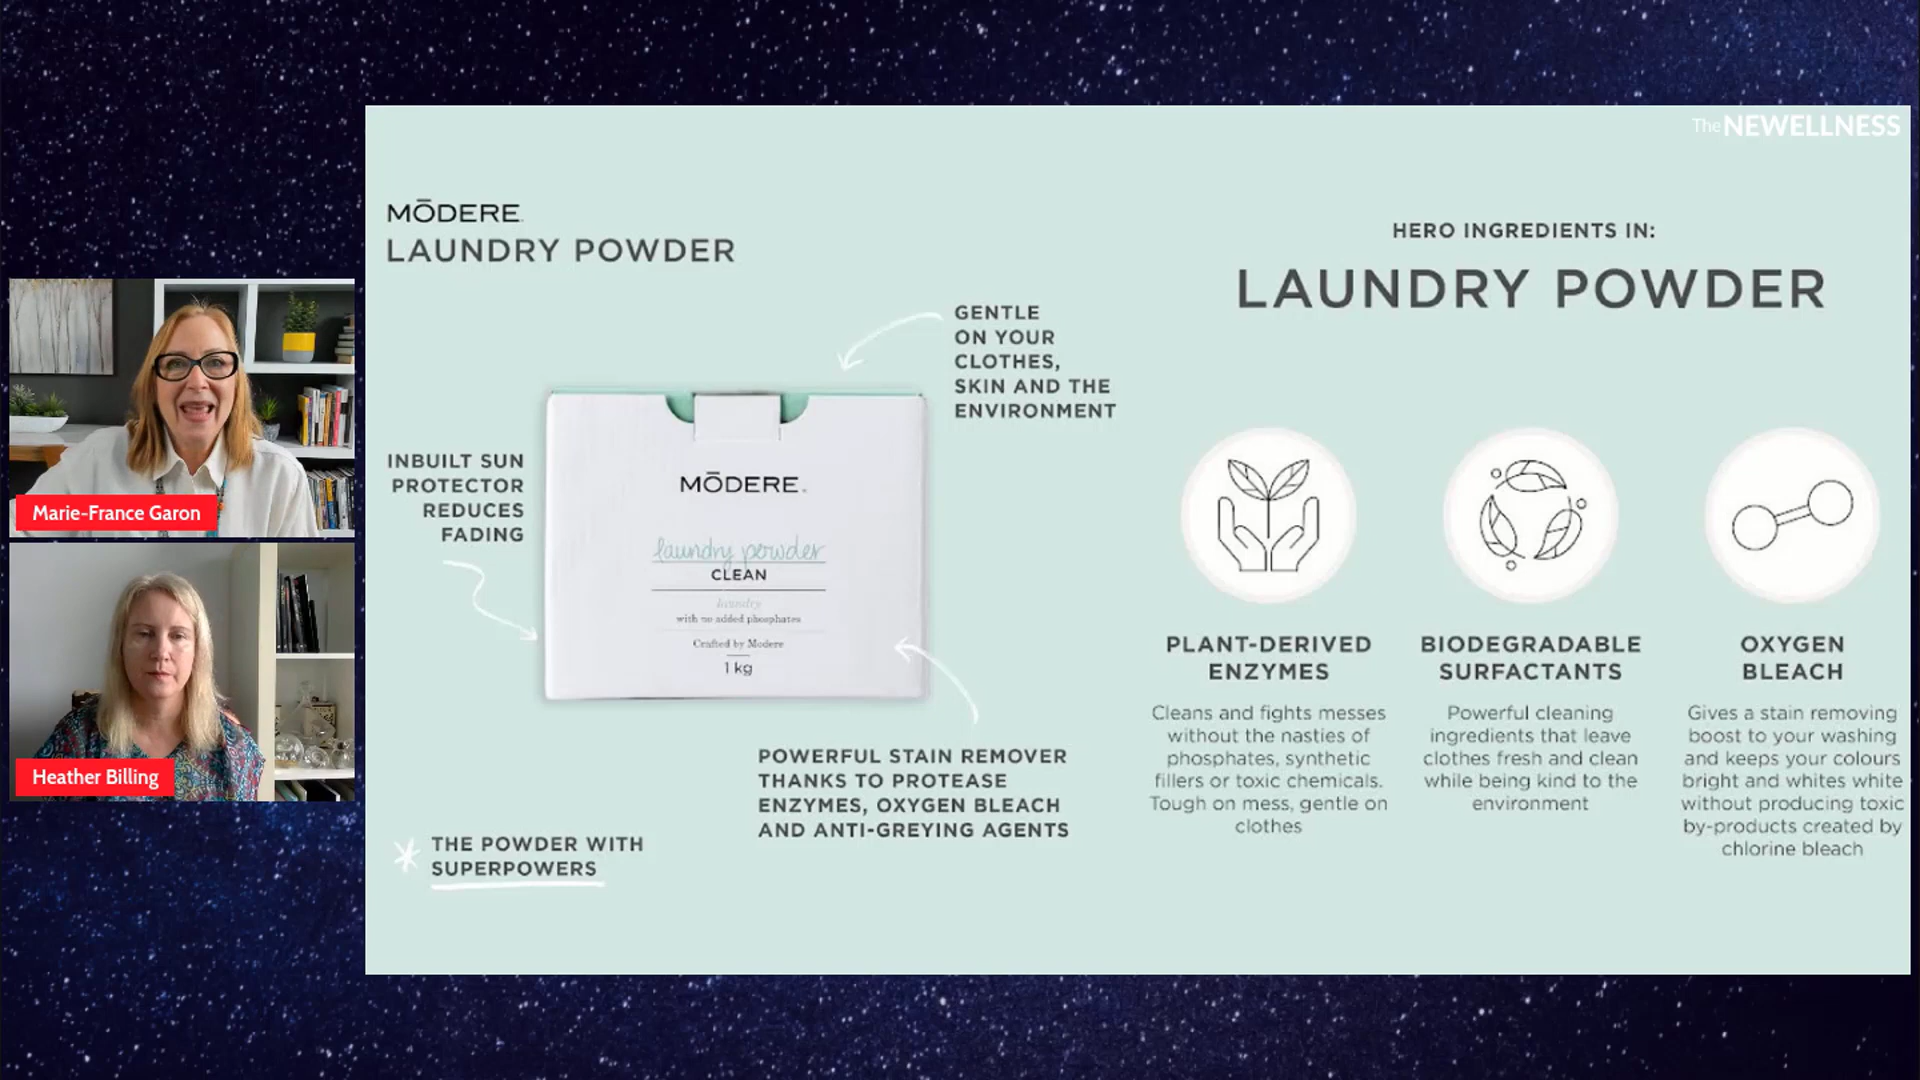 The NEWELLNESS
MŌDERE
LAUNDRY POWDER
GENTLE
ON YOUR
CLOTHES,
SKIN AND THE
ENVIRONMENT
INBUILT SUN
PROTECTOR
REDUCES
FADING
MŌDERE
laundry powder
CLEAN
laundry
with no added phosphates
Crafted by Modere
1 kg
POWERFUL STAIN REMOVER
THANKS TO PROTEASE
ENZYMES, OXYGEN BLEACH
AND ANTI-GREYING AGENTS
THE POWDER WITH
SUPERPOWERS
HERO INGREDIENTS IN:
LAUNDRY POWDER
PLANT-DERIVED
ENZYMES
Cleans and fights messes
without the nasties of
phosphates, synthetic
fillers or toxic chemicals.
Tough on mess, gentle on
clothes
BIODEGRADABLE
SURFACTANTS
Powerful cleaning
ingredients that leave
clothes fresh and clean
while being kind to the
environment
OXYGEN
BLEACH
Gives a stain removing
boost to your washing
and keeps your colours
bright and whites white
without producing toxic
by-products created by
chlorine bleach
Marie-France Garon
Heather Billing